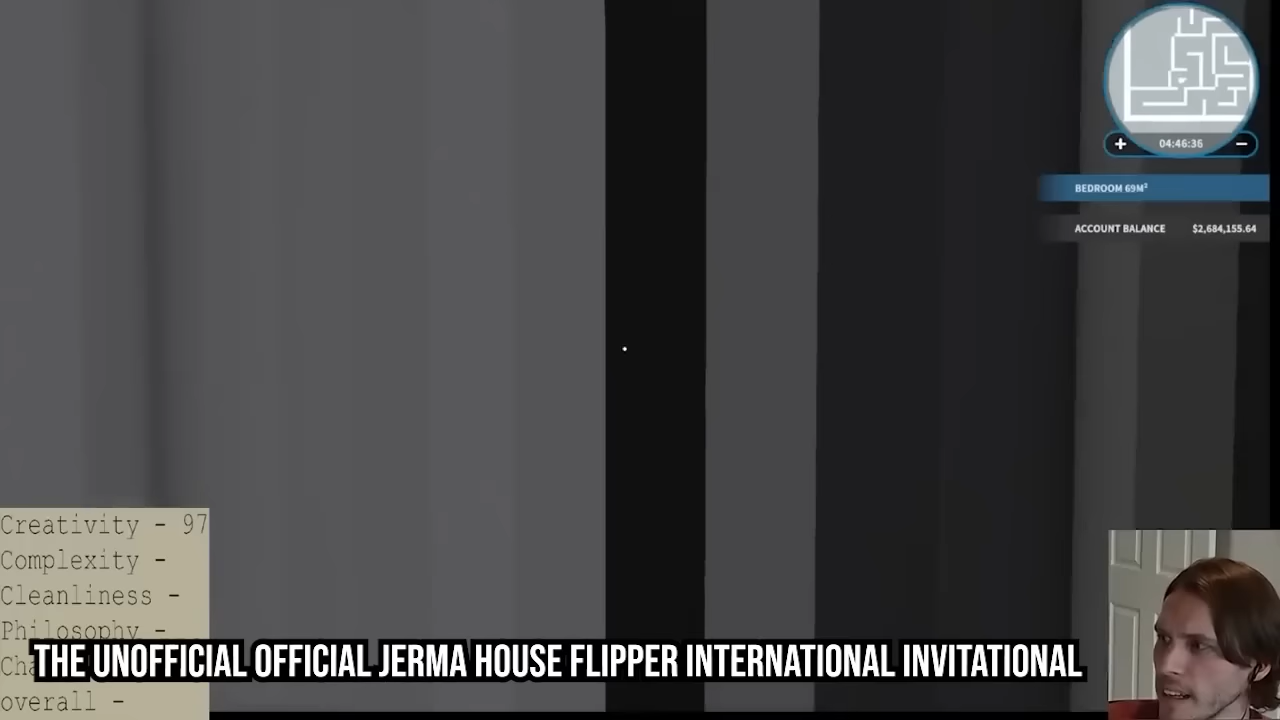 + 04:46:36 −
BEDROOM 69M²
ACCOUNT BALANCE $2,684,155.64
Creativity - 97
Complexity -
Cleanliness -
Philosophy -
THE UNOFFICIAL OFFICIAL JERMA HOUSE FLIPPER INTERNATIONAL INVITATIONAL
overall -